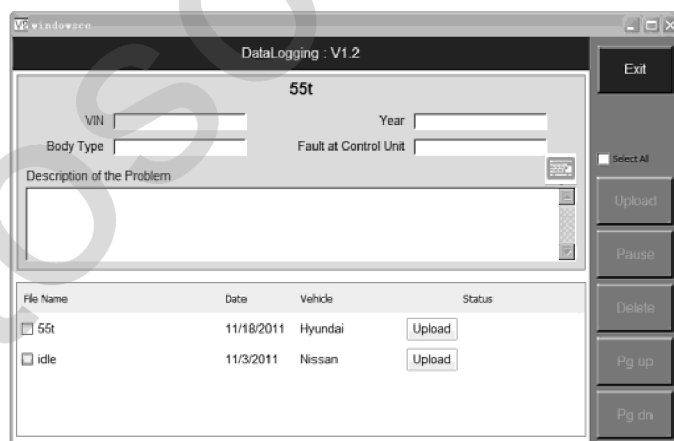 windowsce
DataLogging : V1.2
Exit
55t
VIN
Year
Body Type
Fault at Control Unit
Select All
Description of the Problem
Upload
Pause
Delete
Pg up
Pg dn
File Name Date Vehicle Status
55t 11/18/2011 Hyundai Upload
idle 11/3/2011 Nissan Upload